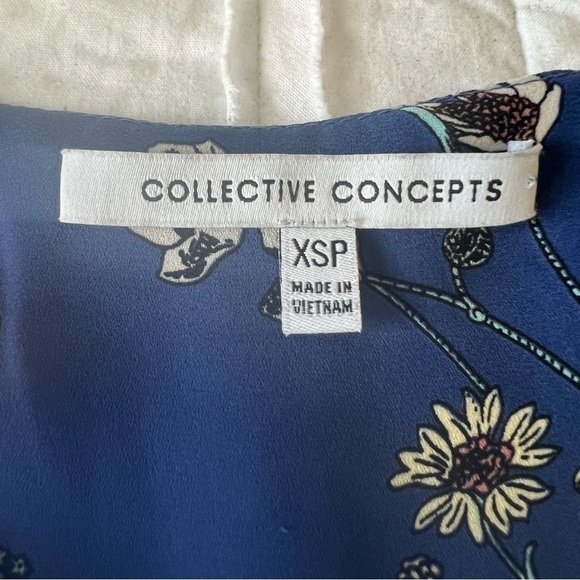 COLLECTIVE CONCEPTS
XSP
MADE IN
VIETNAM